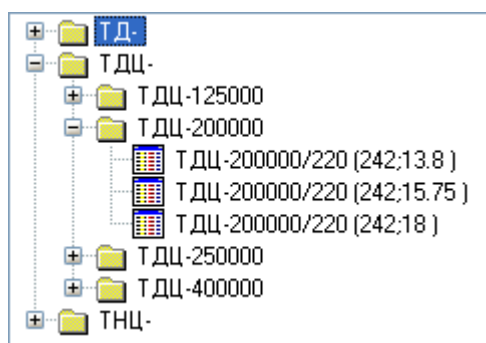 ТД-
ТДЦ-
ТДЦ-125000
ТДЦ-200000
ТДЦ-200000/220 (242;13.8 )
ТДЦ-200000/220 (242;15.75 )
ТДЦ-200000/220 (242;18 )
ТДЦ-250000
ТДЦ-400000
ТНЦ-